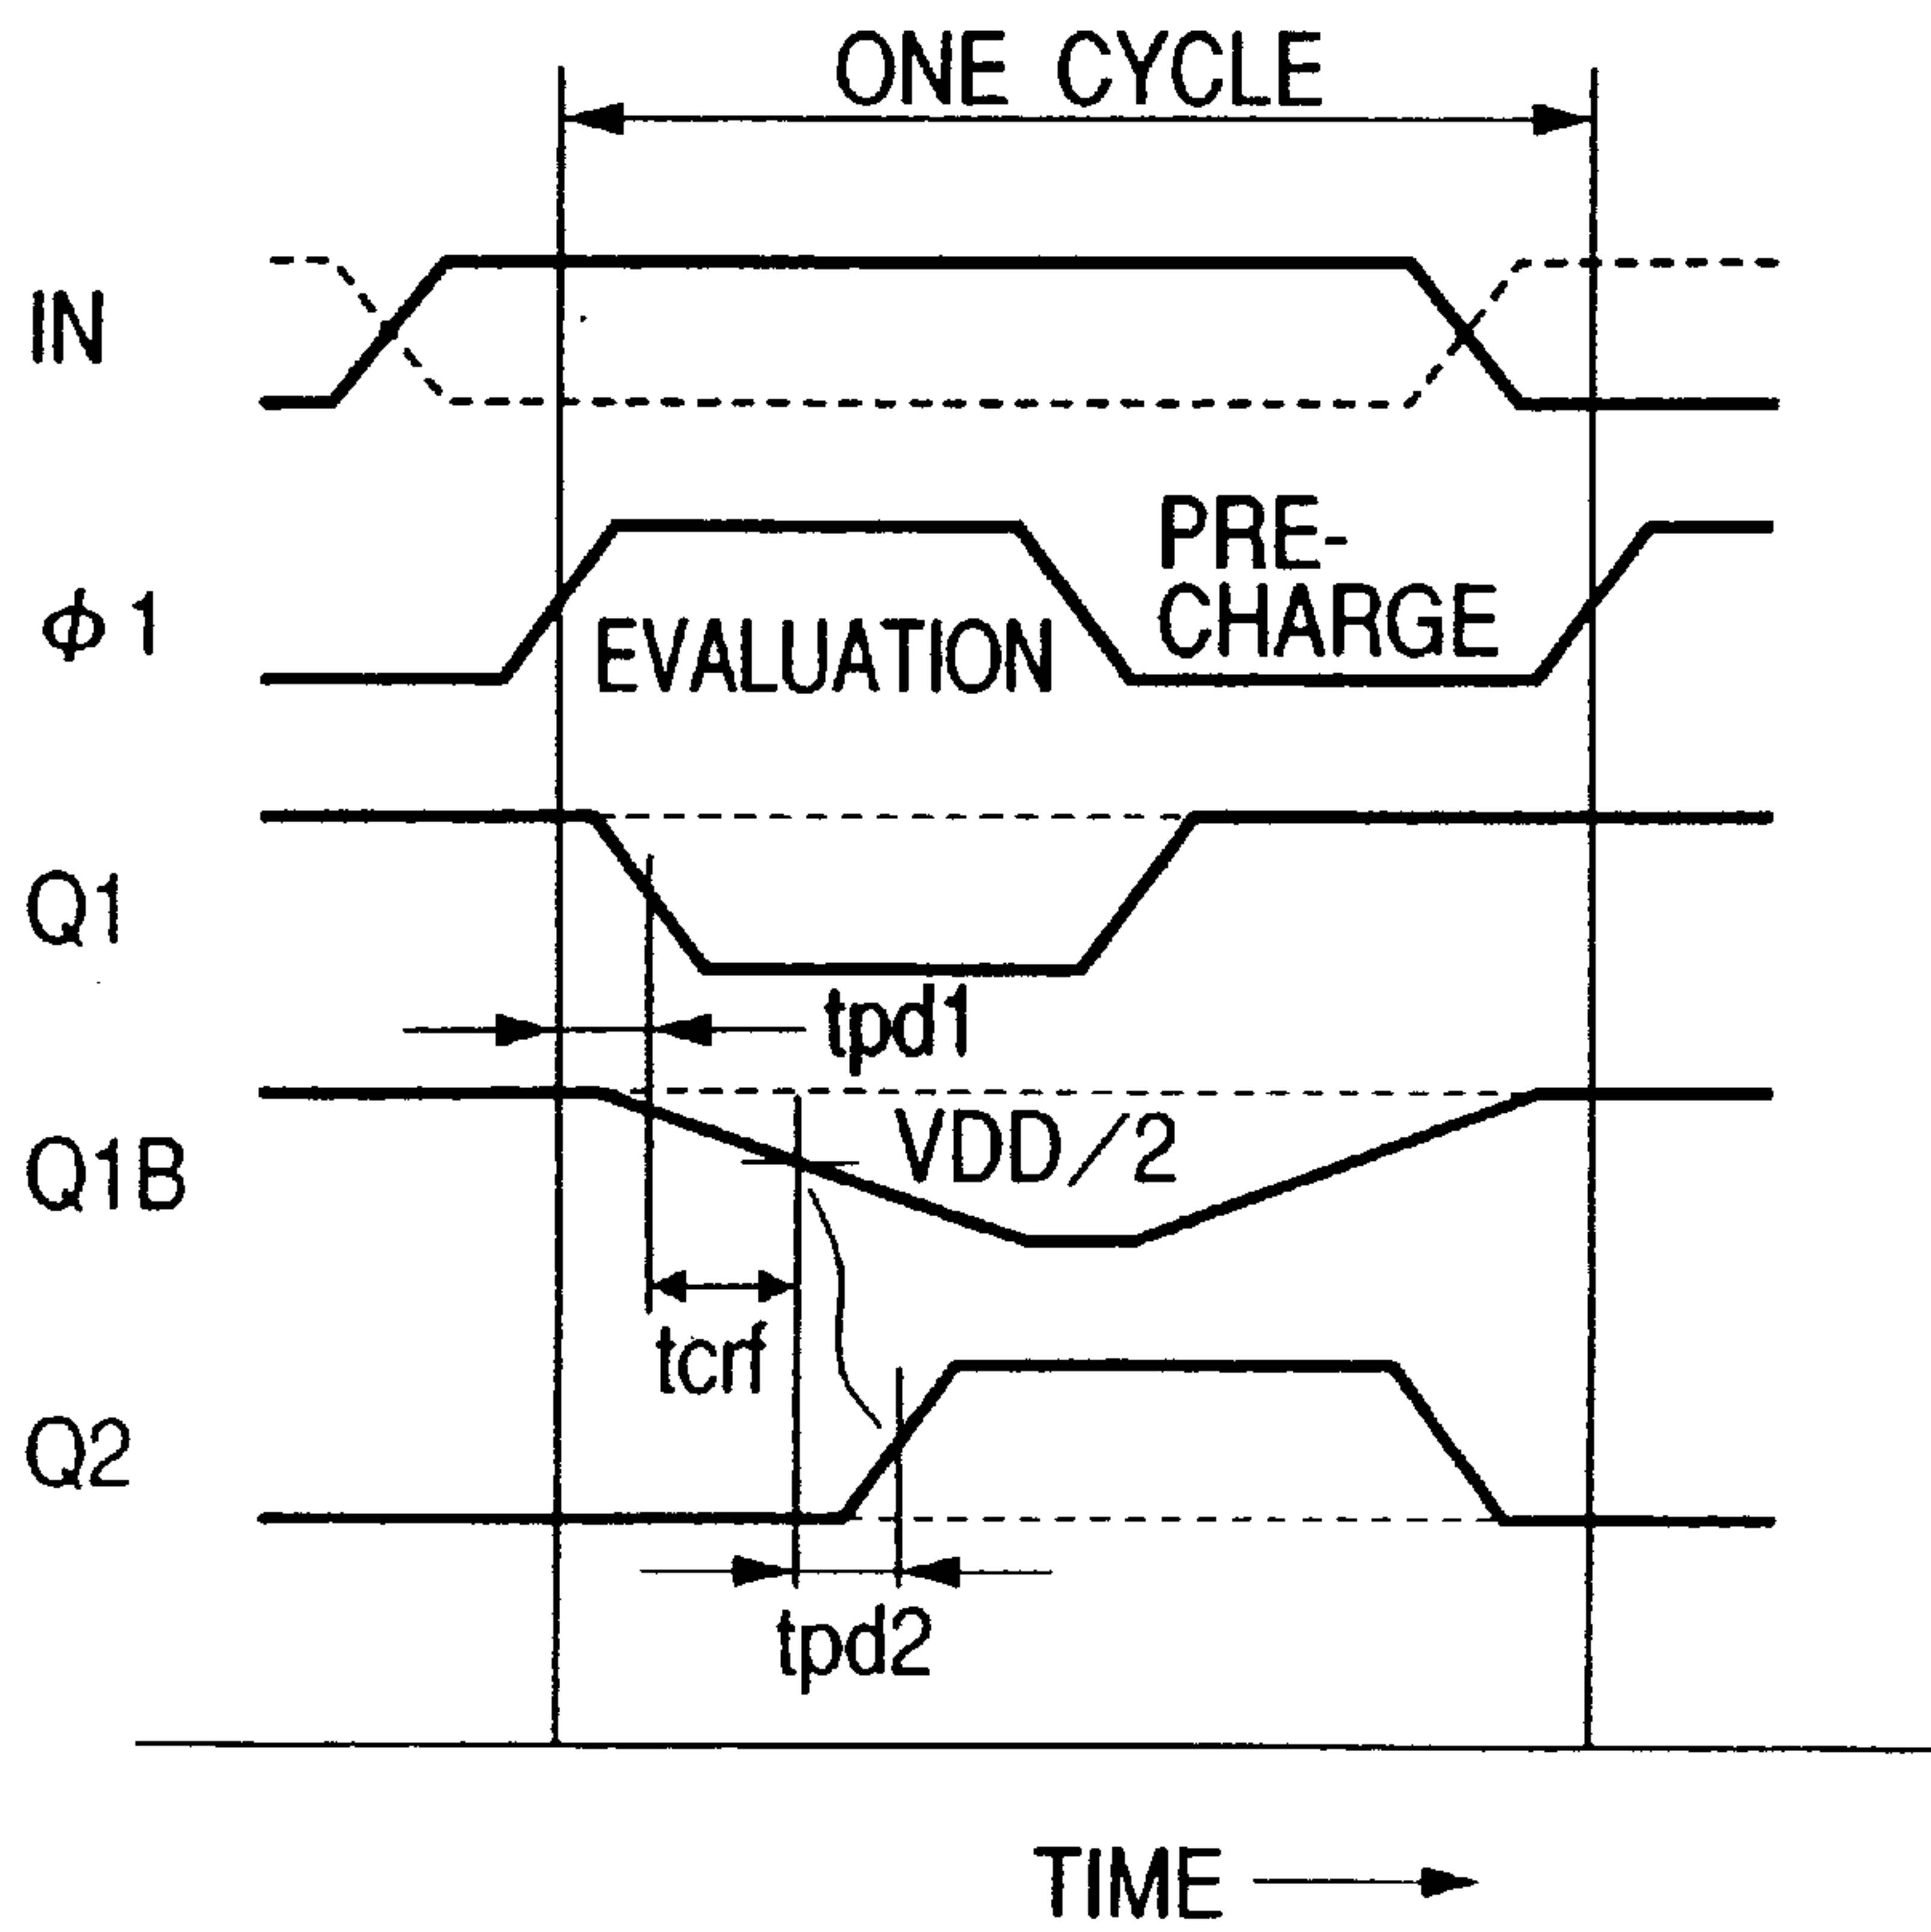 ONE CYCLE
IN
ϕ1
EVALUATION
PRE-
CHARGE
Q1
tpd1
Q1B
VDD/2
tcrf
Q2
tpd2
TIME